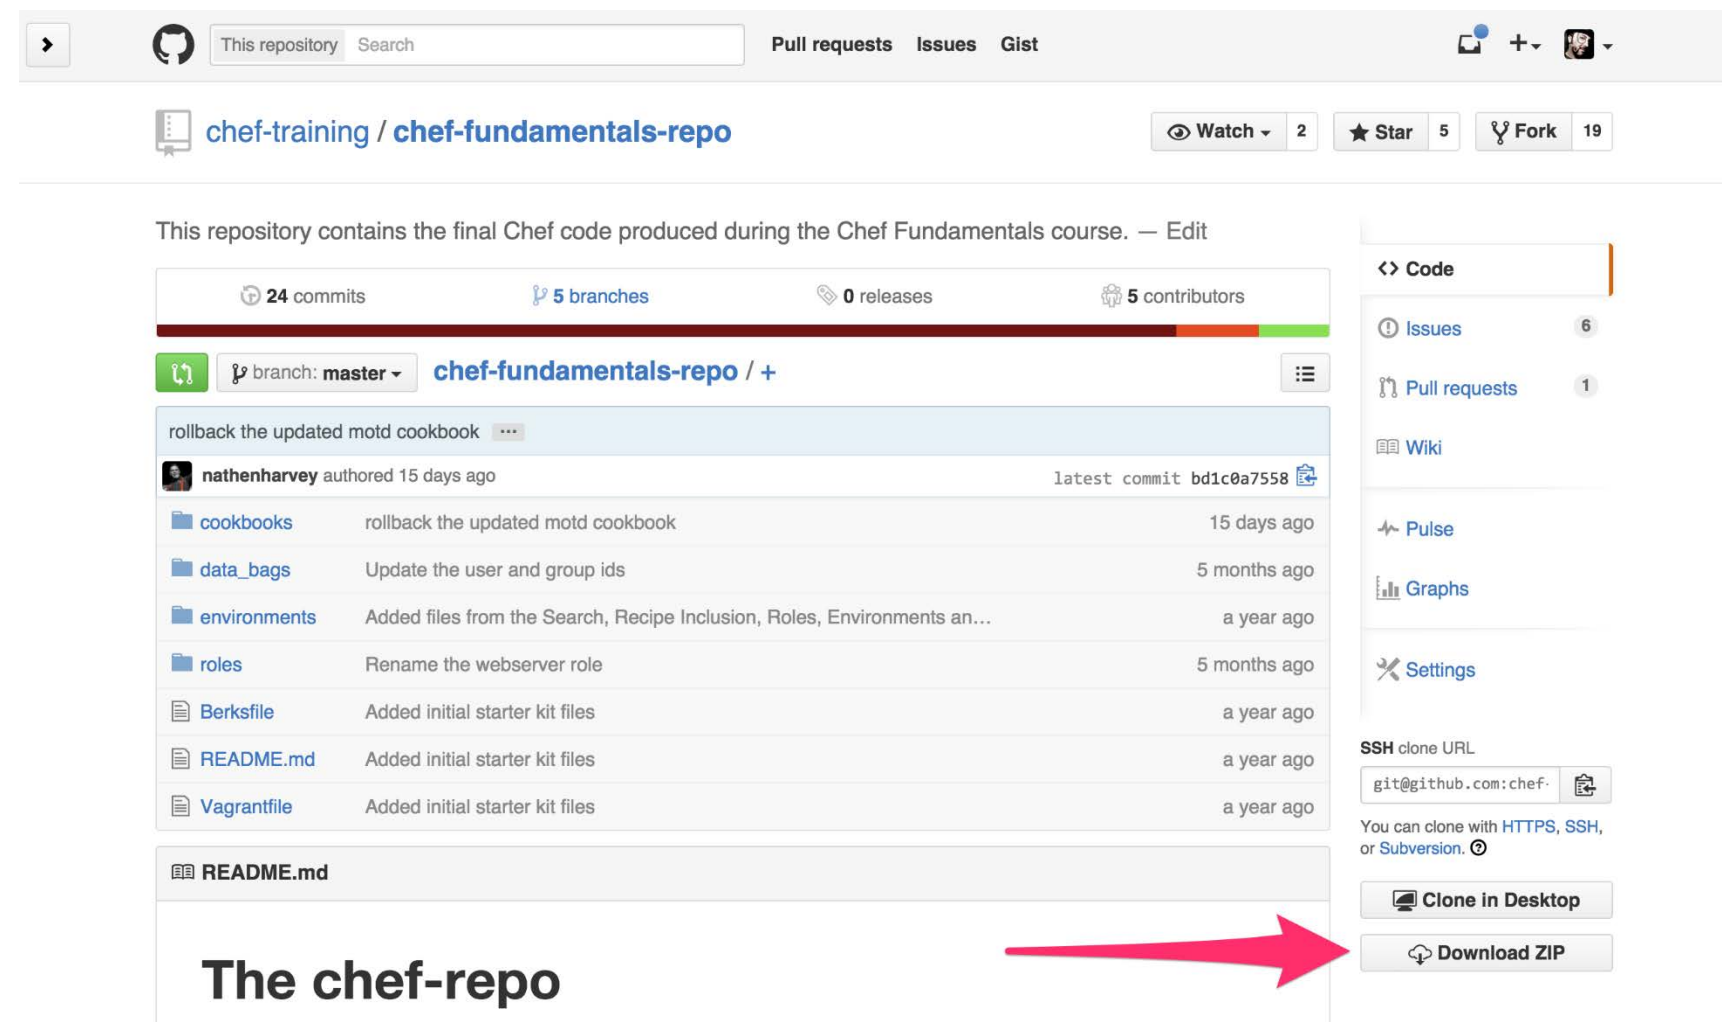 This repository Search Pull requests Issues Gist
chef-training / chef-fundamentals-repo
Watch 2 Star 5 Fork 19
This repository contains the final Chef code produced during the Chef Fundamentals course. — Edit
24 commits 5 branches 0 releases 5 contributors
branch: master chef-fundamentals-repo / +
rollback the updated motd cookbook ...
nathenharvey authored 15 days ago latest commit bd1c0a7558
cookbooks rollback the updated motd cookbook 15 days ago
data_bags Update the user and group ids 5 months ago
environments Added files from the Search, Recipe Inclusion, Roles, Environments an… a year ago
roles Rename the webserver role 5 months ago
Berksfile Added initial starter kit files a year ago
README.md Added initial starter kit files a year ago
Vagrantfile Added initial starter kit files a year ago
README.md
The chef-repo
<> Code
Issues 6
Pull requests 1
Wiki
Pulse
Graphs
Settings
SSH clone URL
git@github.com:chef-
You can clone with HTTPS, SSH,
or Subversion.
Clone in Desktop
Download ZIP